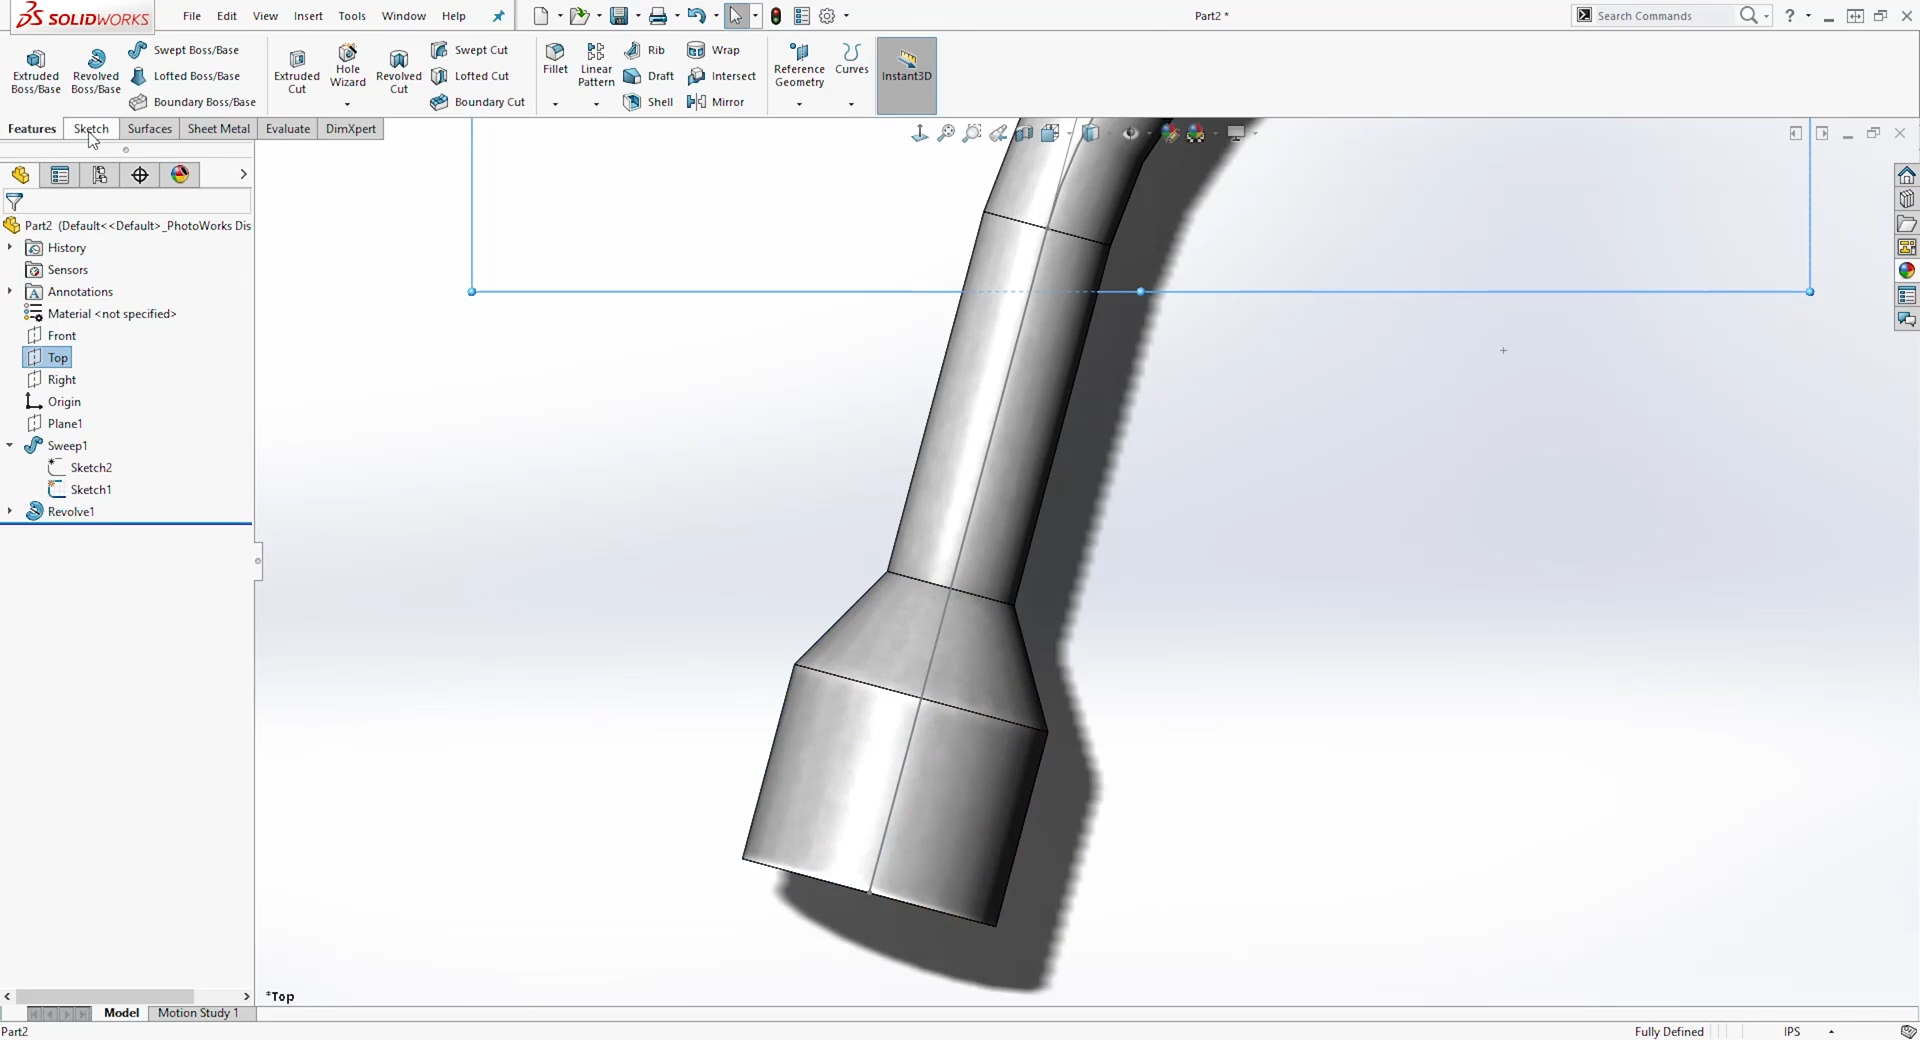 SOLIDWORKS File Edit View Insert Tools Window Help Part2 * Search Commands
Extruded Boss/Base
Revolved Boss/Base
Swept Boss/Base
Lofted Boss/Base
Boundary Boss/Base
Extruded Cut
Hole Wizard
Revolved Cut
Swept Cut
Lofted Cut
Boundary Cut
Fillet
Linear Pattern
Rib
Draft
Shell
Wrap
Intersect
Mirror
Reference Geometry
Curves
Instant3D
Features Sketch Surfaces Sheet Metal Evaluate DimXpert
Part2 (Default<<Default>_PhotoWorks Dis
History
Sensors
Annotations
Material <not specified>
Front
Top
Right
Origin
Plane1
Sweep1
Sketch2
Sketch1
Revolve1
*Top
Model Motion Study 1
Part2 Fully Defined IPS